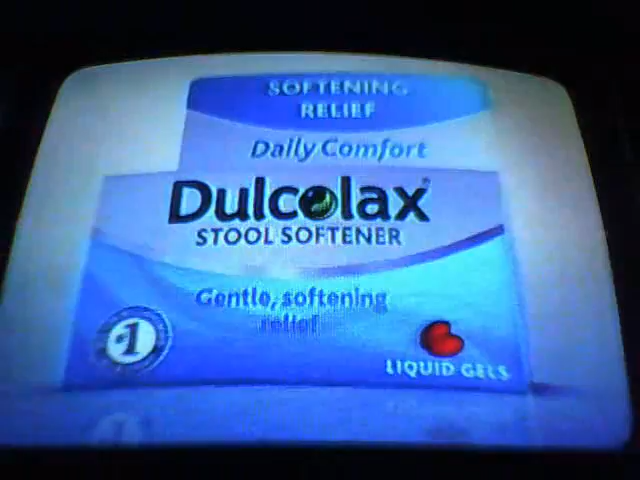 SOFTENING
RELIEF
Daily Comfort
Dulcolax®
STOOL SOFTENER
Gentle, softening
relief
#1
LIQUID GELS